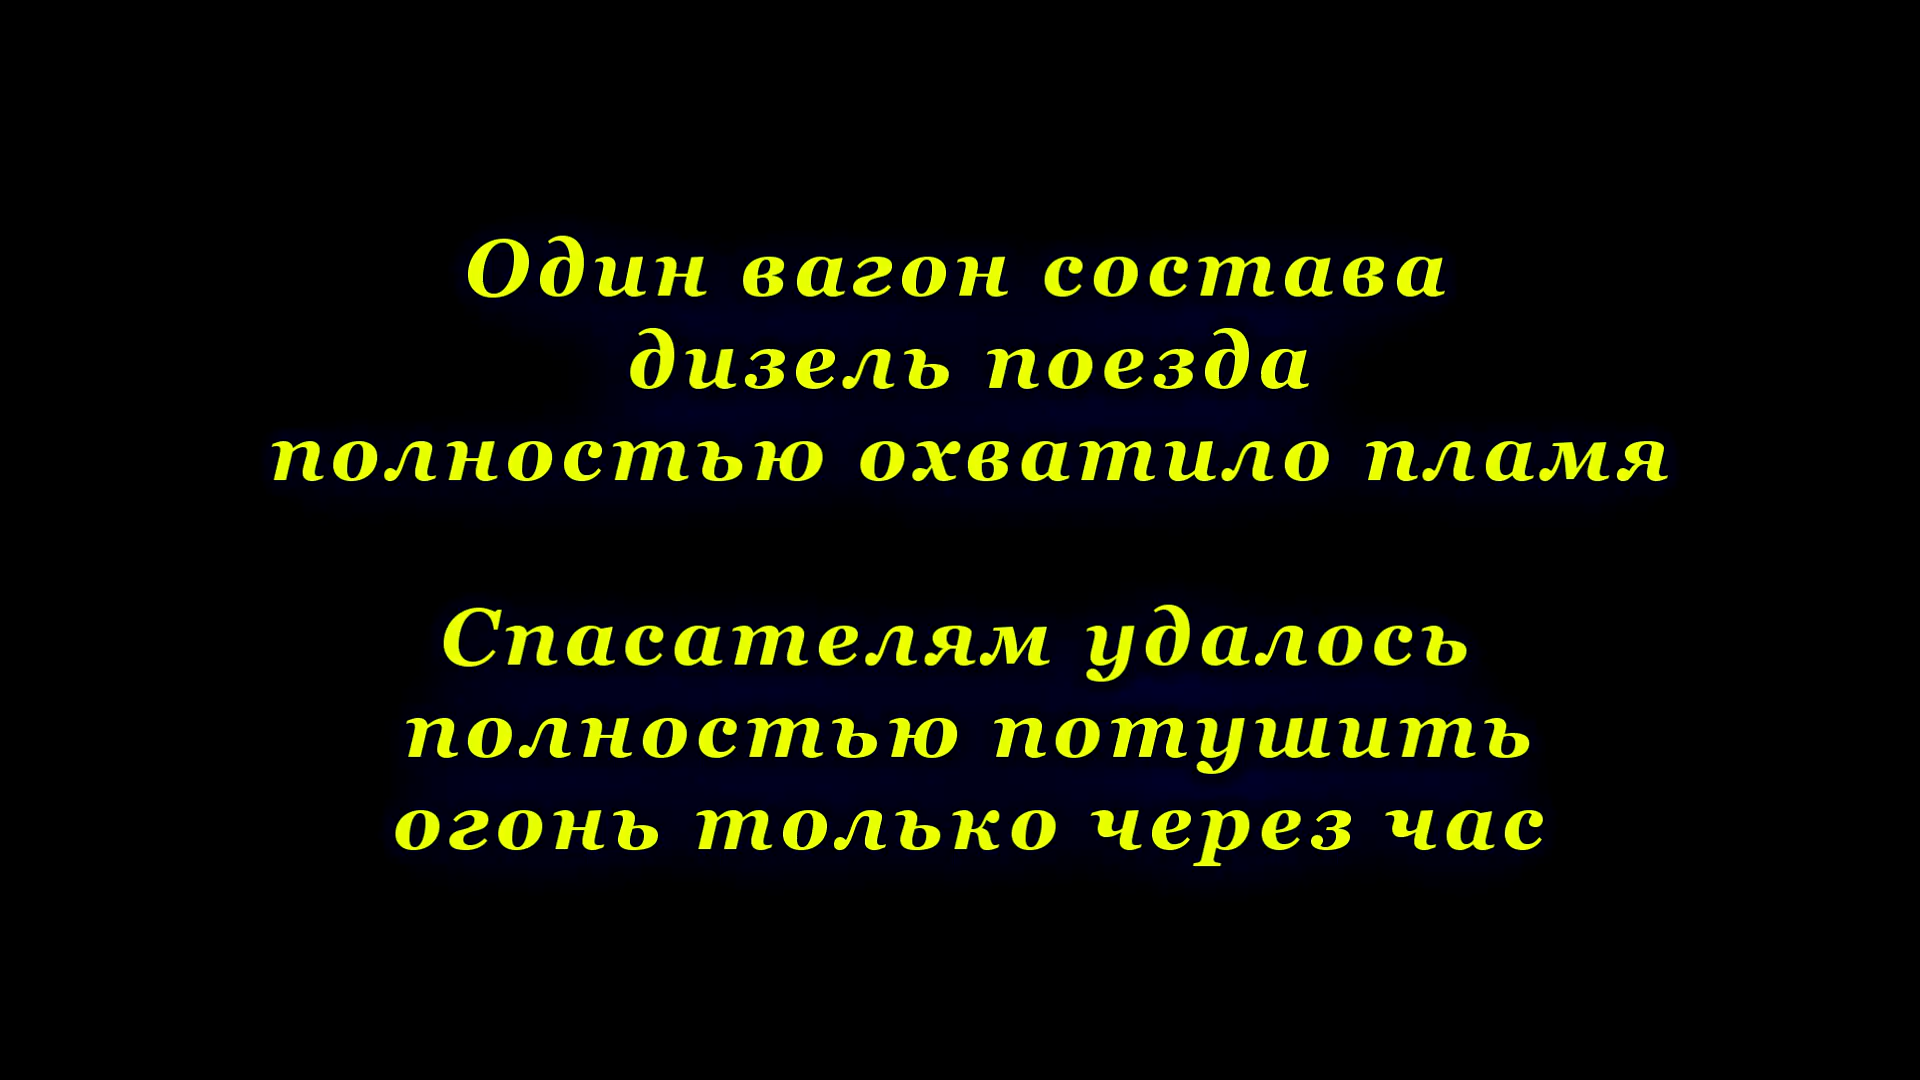 Один вагон состава
дизель поезда
полностью охватило пламя
Спасателям удалось
полностью потушить
огонь только через час